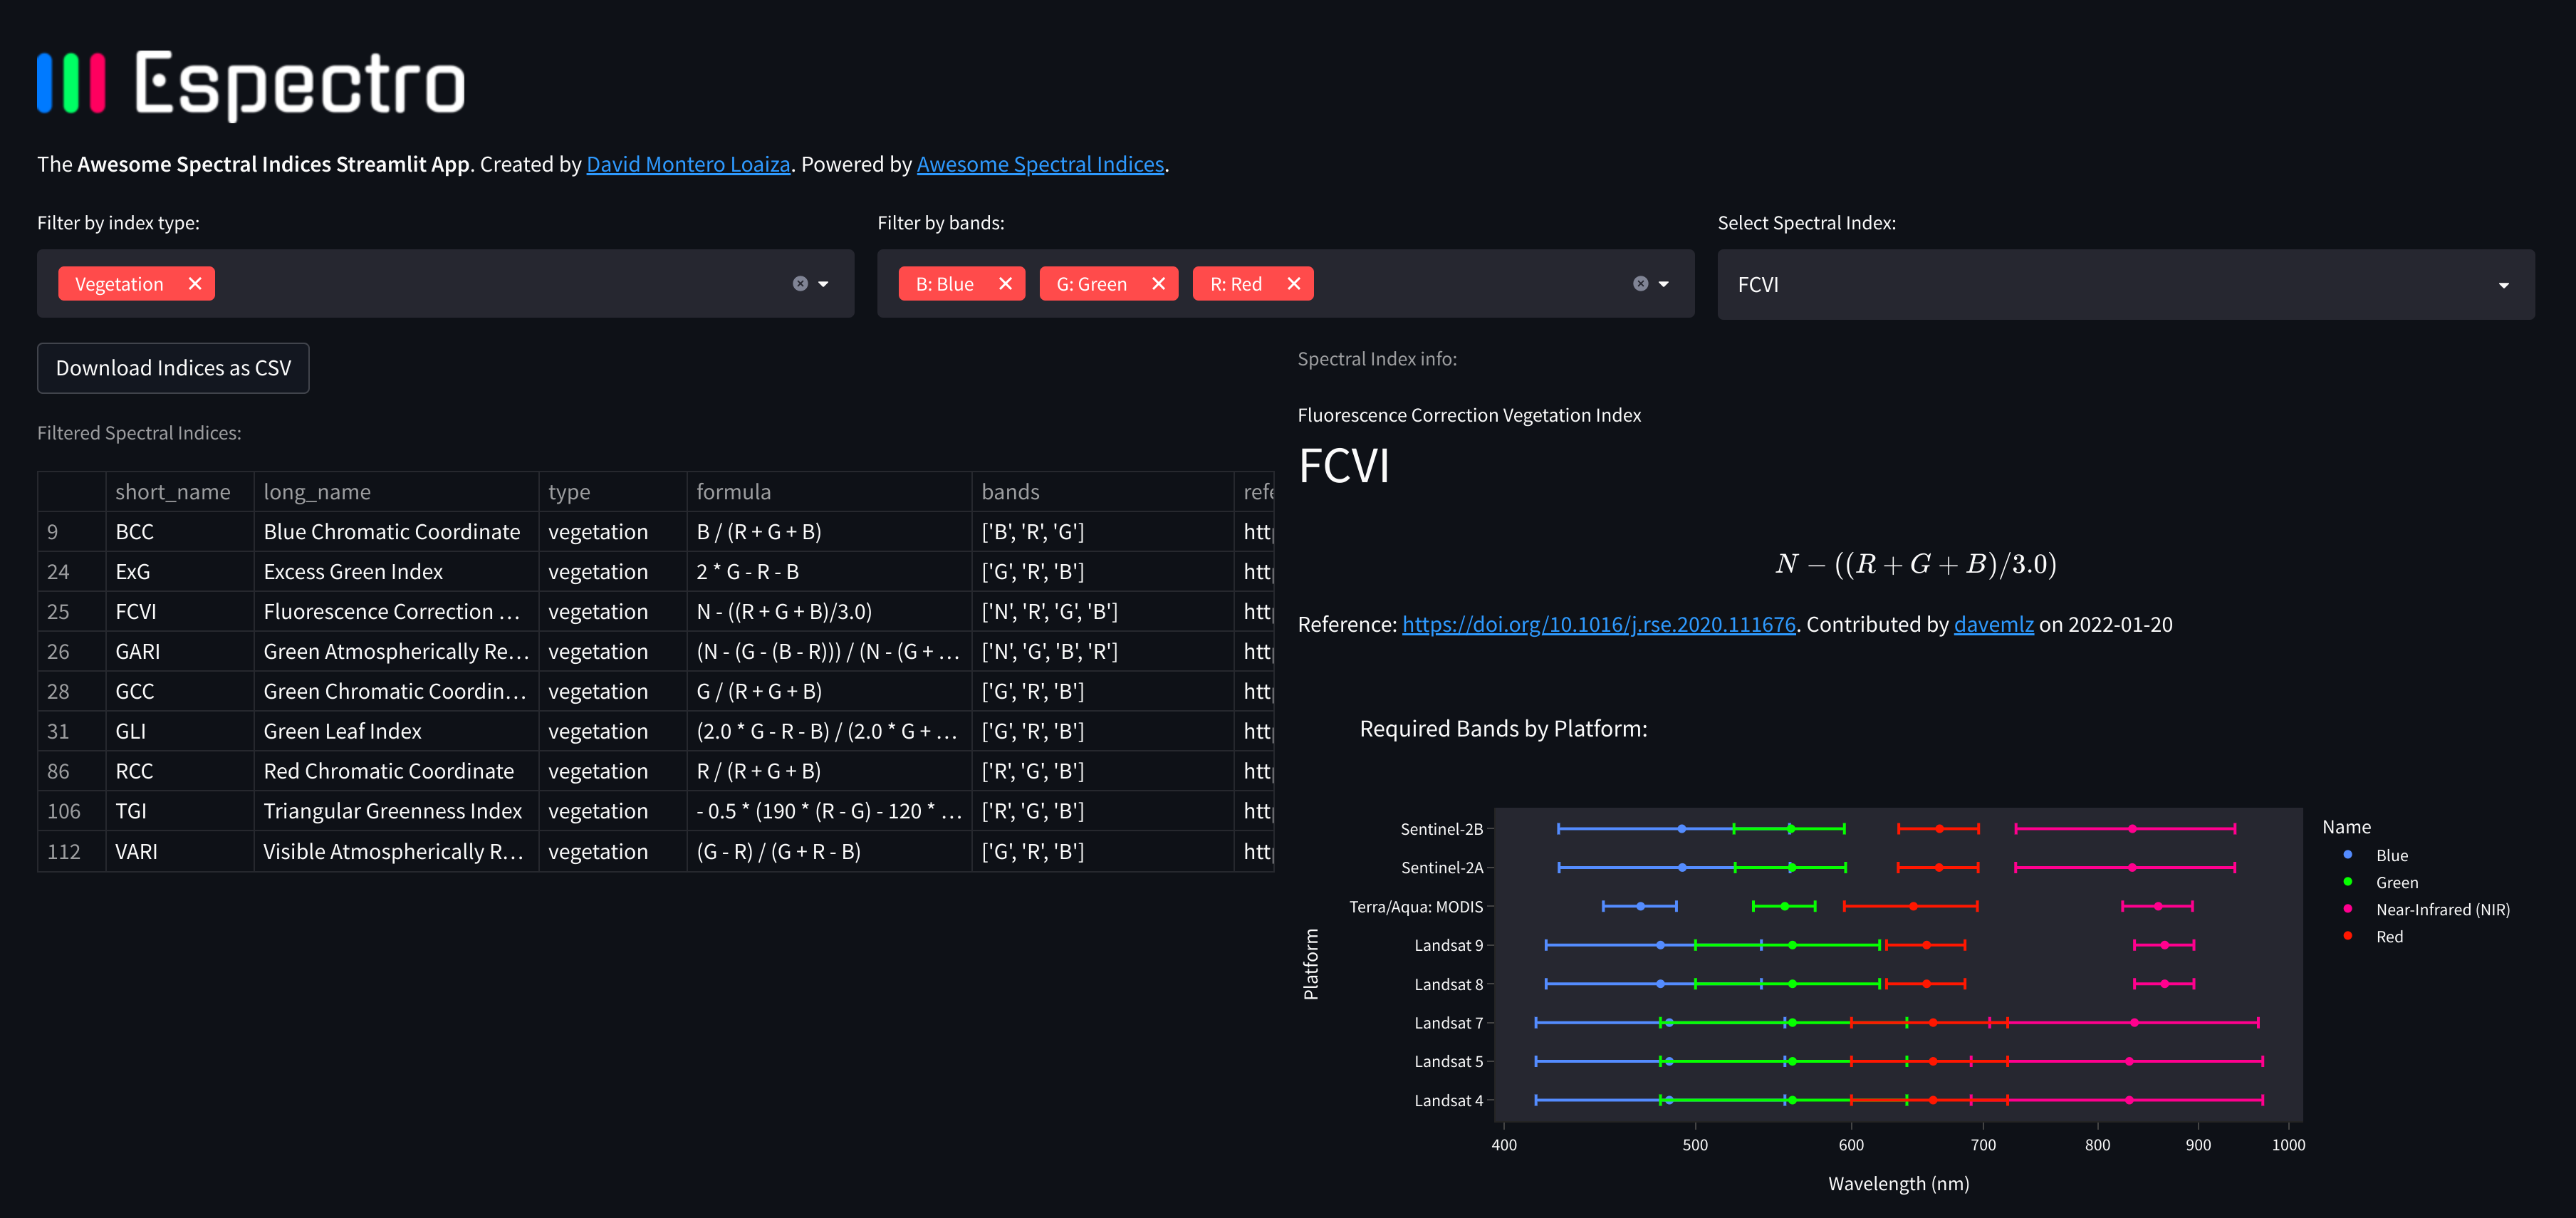 Espectro
The Awesome Spectral Indices Streamlit App. Created by David Montero Loaiza. Powered by Awesome Spectral Indices.
Filter by index type:
Vegetation
Filter by bands:
B: Blue G: Green R: Red
Select Spectral Index:
FCVI
Download Indices as CSV
Filtered Spectral Indices:
short_name long_name type formula bands refe
9 BCC Blue Chromatic Coordinate vegetation B / (R + G + B) ['B', 'R', 'G'] http
24 ExG Excess Green Index vegetation 2 * G - R - B ['G', 'R', 'B'] http
25 FCVI Fluorescence Correction … vegetation N - ((R + G + B)/3.0) ['N', 'R', 'G', 'B'] http
26 GARI Green Atmospherically Re… vegetation (N - (G - (B - R))) / (N - (G + … ['N', 'G', 'B', 'R'] http
28 GCC Green Chromatic Coordin… vegetation G / (R + G + B) ['G', 'R', 'B'] http
31 GLI Green Leaf Index vegetation (2.0 * G - R - B) / (2.0 * G + … ['G', 'R', 'B'] http
86 RCC Red Chromatic Coordinate vegetation R / (R + G + B) ['R', 'G', 'B'] http
106 TGI Triangular Greenness Index vegetation - 0.5 * (190 * (R - G) - 120 * … ['R', 'G', 'B'] http
112 VARI Visible Atmospherically R… vegetation (G - R) / (G + R - B) ['G', 'R', 'B'] http
Spectral Index info:
Fluorescence Correction Vegetation Index
FCVI
N − ((R + G + B)/3.0)
Reference: https://doi.org/10.1016/j.rse.2020.111676. Contributed by davemlz on 2022-01-20
Required Bands by Platform:
Platform
Sentinel-2B
Sentinel-2A
Terra/Aqua: MODIS
Landsat 9
Landsat 8
Landsat 7
Landsat 5
Landsat 4
400 500 600 700 800 900 1000
Wavelength (nm)
Name
Blue
Green
Near-Infrared (NIR)
Red